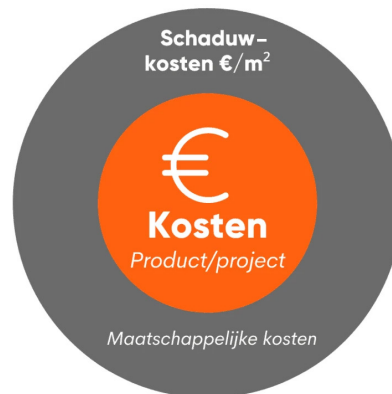 Schaduw-
kosten €/m²
€
Kosten
Product/project
Maatschappelijke kosten